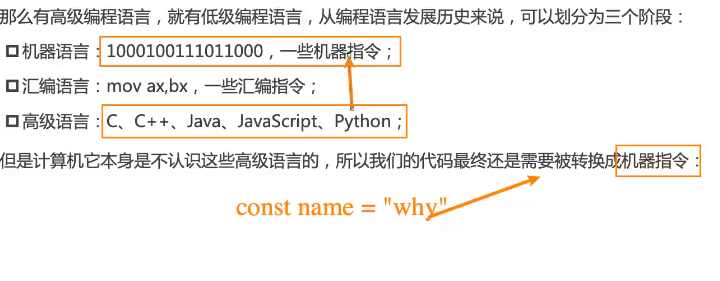 那么有高级编程语言，就有低级编程语言，从编程语言发展历史来说，可以划分为三个阶段：
机器语言：1000100111011000，一些机器指令；
汇编语言：mov ax,bx，一些汇编指令；
高级语言：C、C++、Java、JavaScript、Python；
但是计算机它本身是不认识这些高级语言的，所以我们的代码最终还是需要被转换成机器指令：
const name = "why"